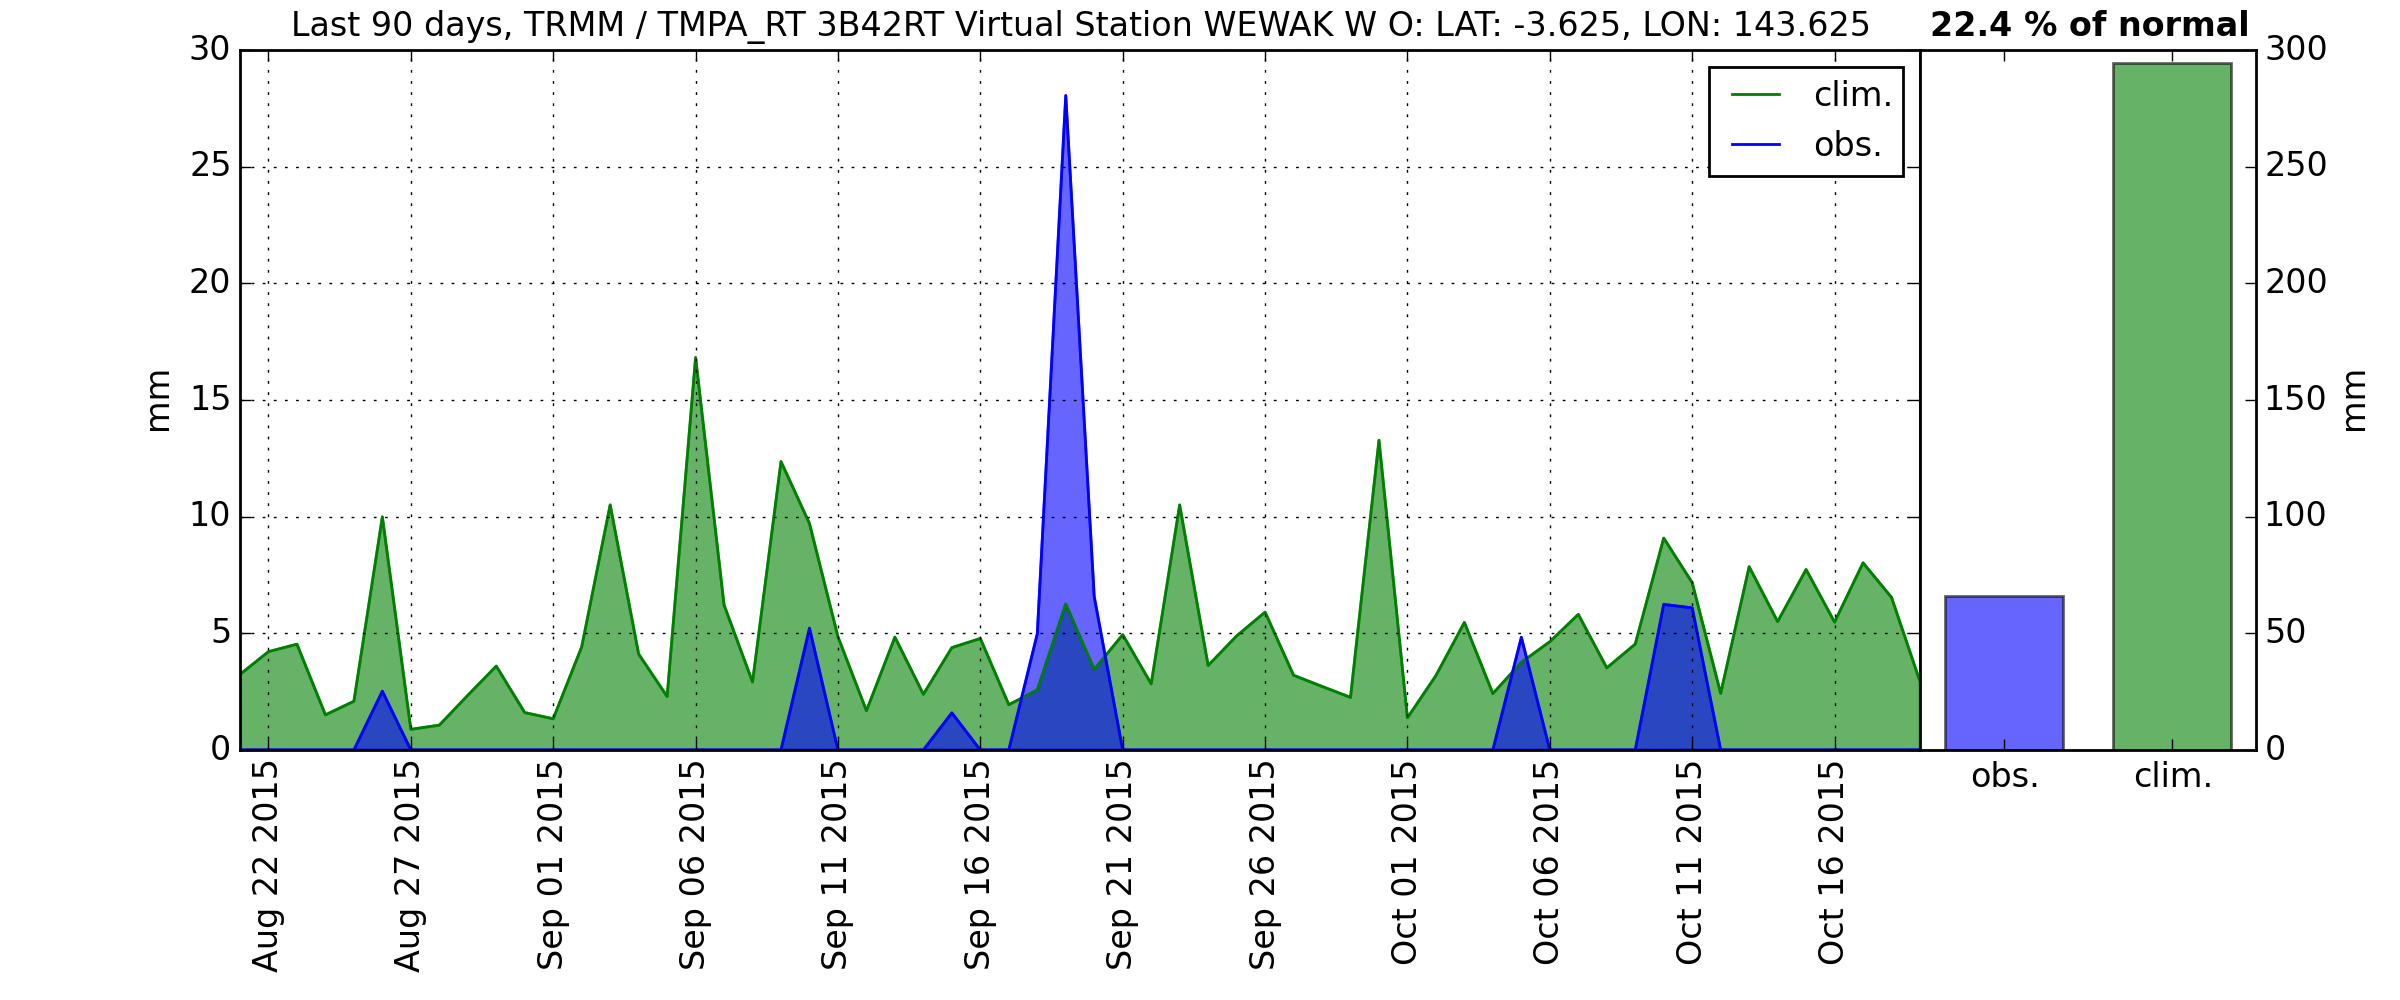 Last 90 days, TRMM / TMPA_RT 3B42RT Virtual Station WEWAK W O: LAT: -3.625, LON: 143.625
22.4 % of normal
30
25
20
15
10
5
0
mm
clim.
obs.
Aug 22 2015
Aug 27 2015
Sep 01 2015
Sep 06 2015
Sep 11 2015
Sep 16 2015
Sep 21 2015
Sep 26 2015
Oct 01 2015
Oct 06 2015
Oct 11 2015
Oct 16 2015
obs.
clim.
300
250
200
150
100
50
0
mm